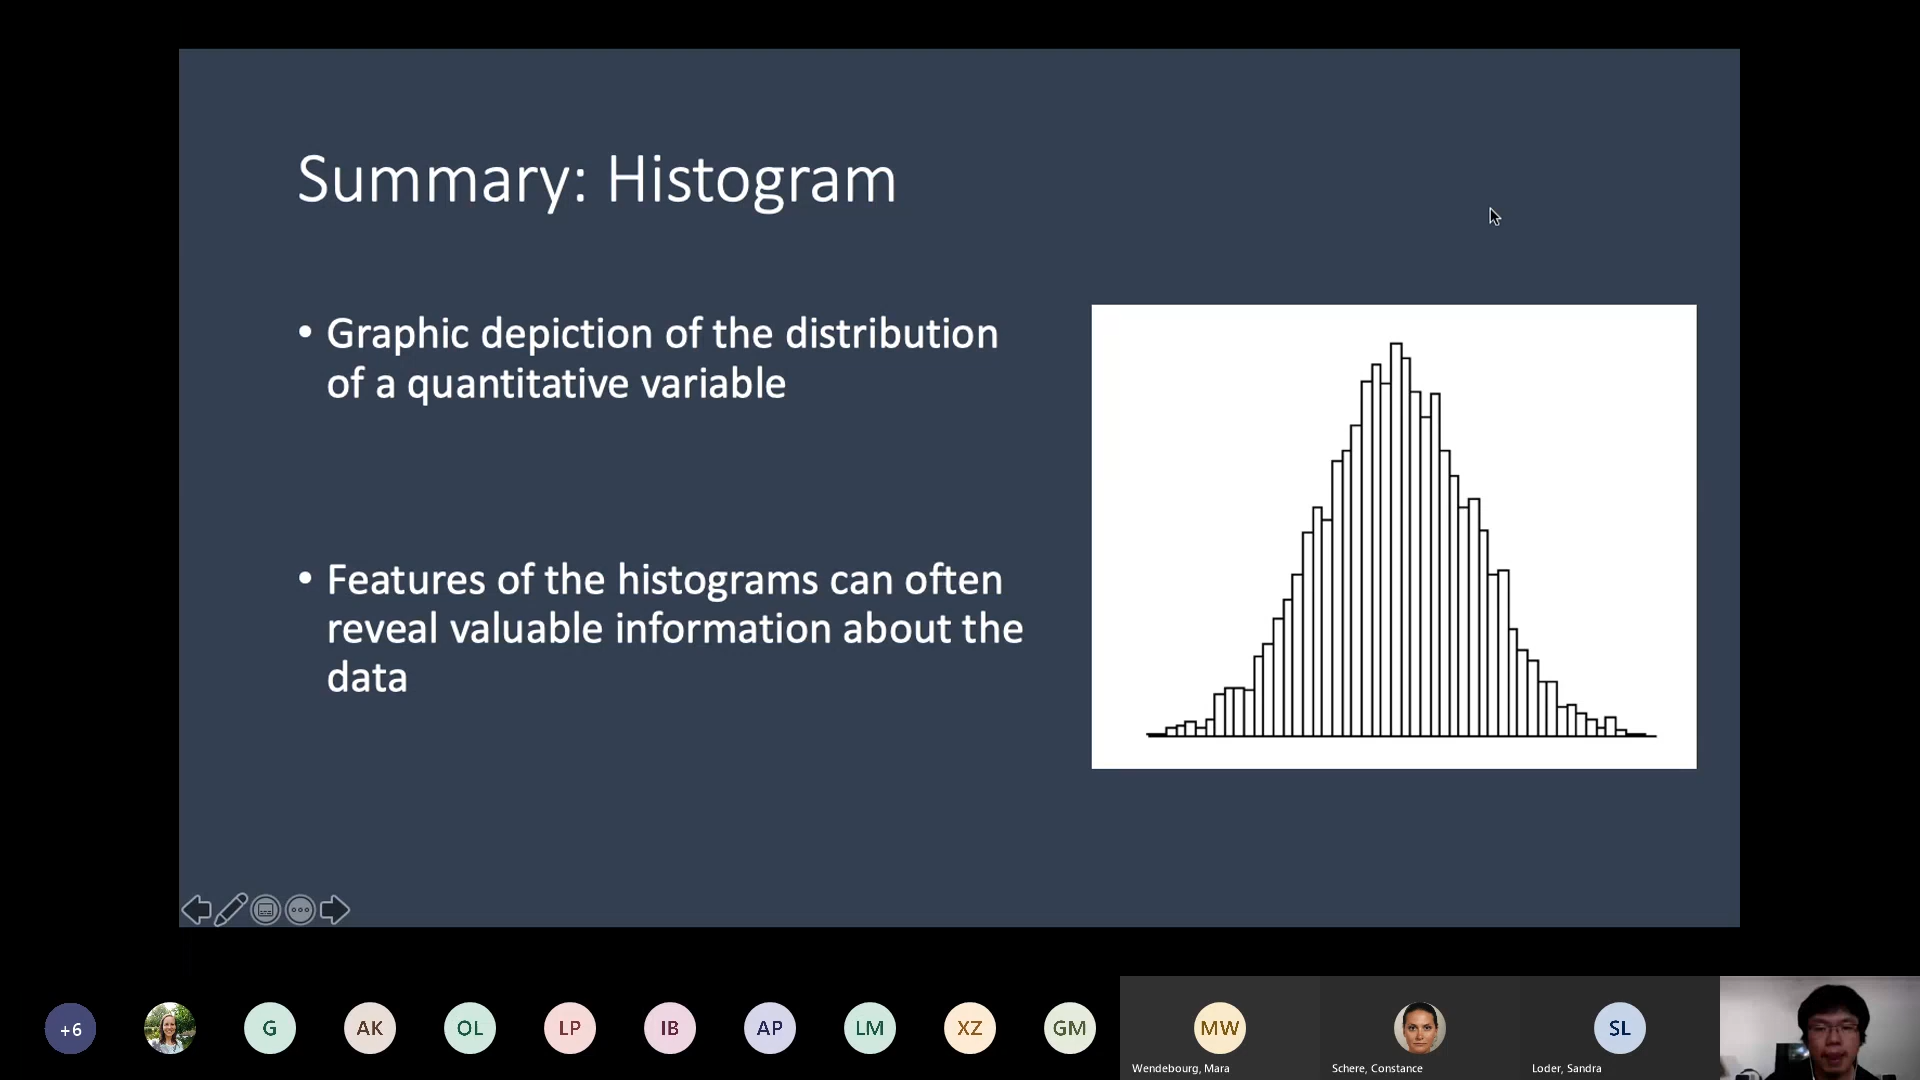 Summary: Histogram
• Graphic depiction of the distribution
of a quantitative variable
• Features of the histograms can often
reveal valuable information about the
data
+6
G
AK
OL
LP
IB
AP
LM
XZ
GM
MW
SL
Wendebourg, Mara
Schere, Constance
Loder, Sandra